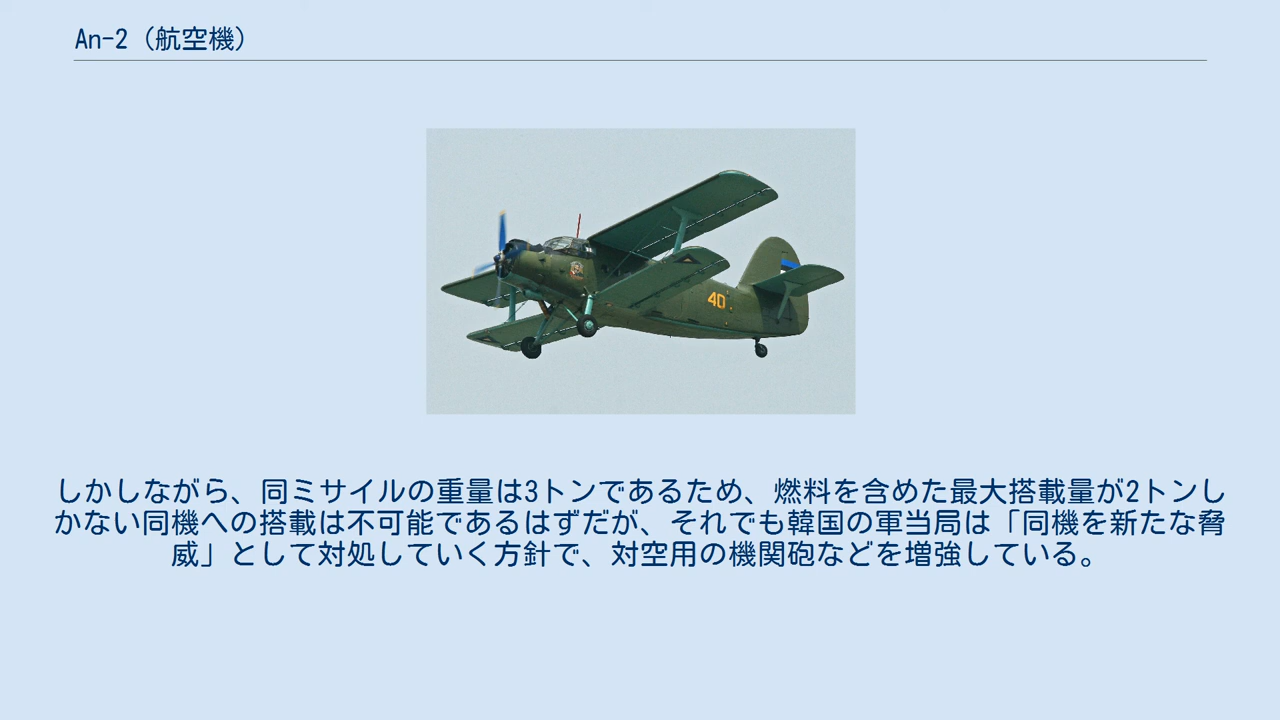 An-2（航空機）
40
しかしながら、同ミサイルの重量は3トンであるため、燃料を含めた最大搭載量が2トンし
かない同機への搭載は不可能であるはずだが、それでも韓国の軍当局は「同機を新たな脅
威」として対処していく方針で、対空用の機関砲などを増強している。